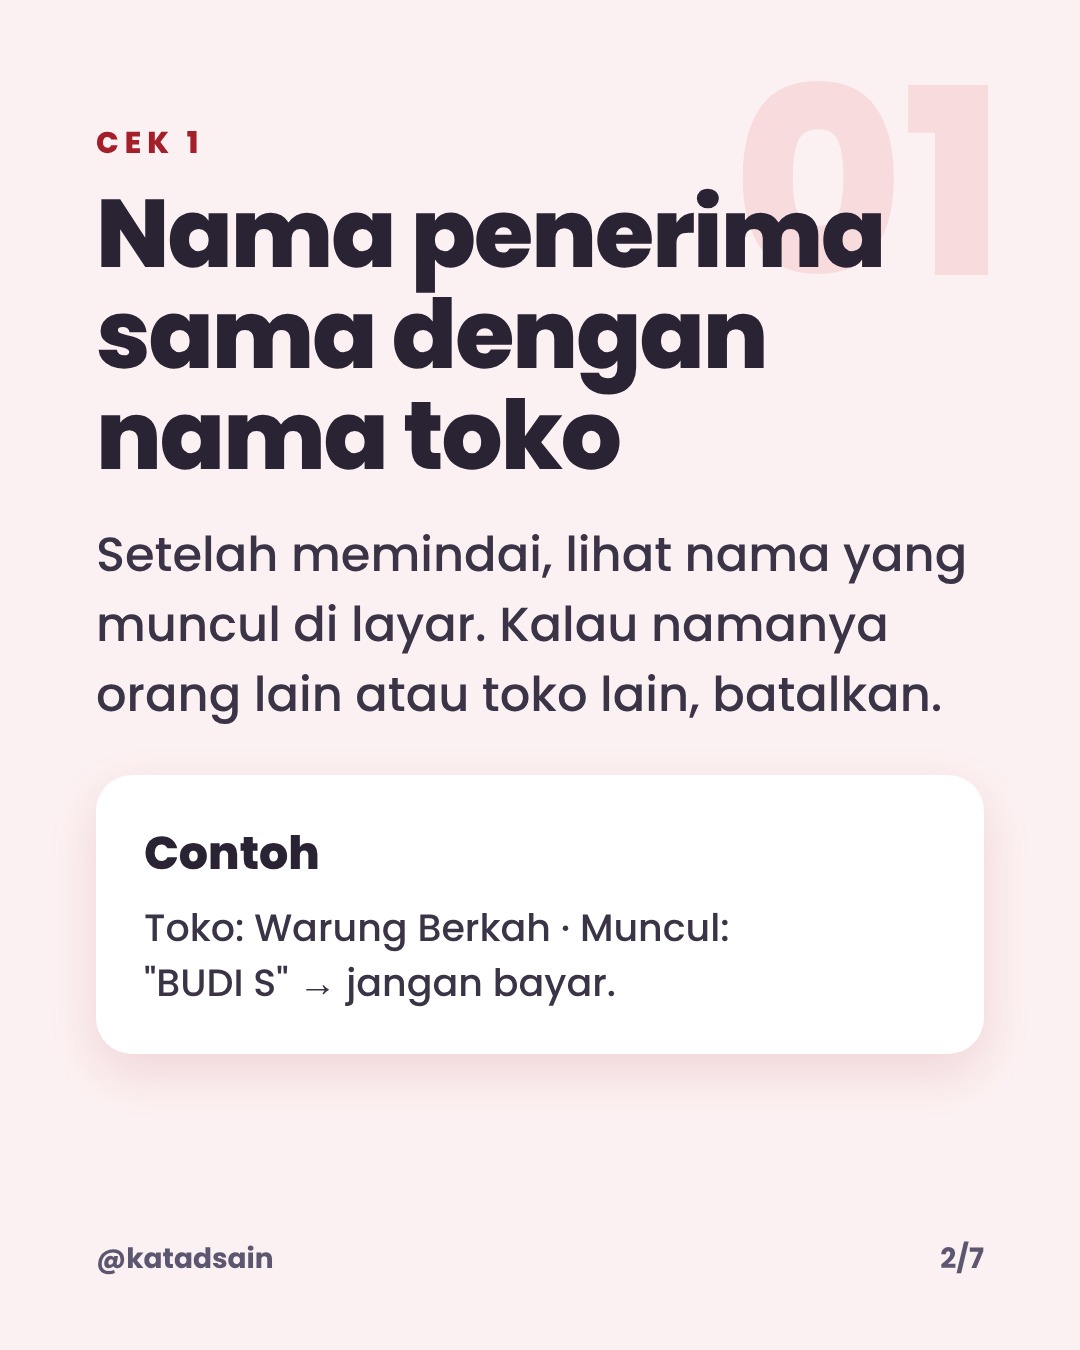 01
CEK 1
Nama penerima
sama dengan
nama toko
Setelah memindai, lihat nama yang
muncul di layar. Kalau namanya
orang lain atau toko lain, batalkan.
Contoh
Toko: Warung Berkah · Muncul:
"BUDI S" → jangan bayar.
@katadsain
2/7